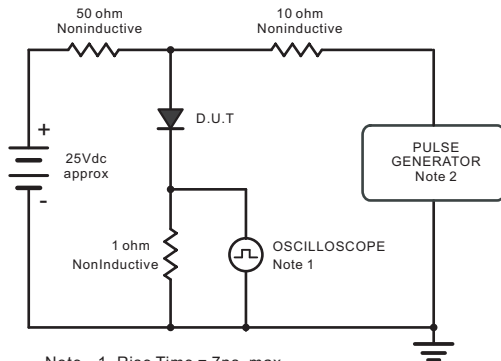 50 ohm
Noninductive
10 ohm
Noninductive
D.U.T
+
25Vdc
approx
-
PULSE
GENERATOR
Note 2
1 ohm
NonInductive
OSCILLOSCOPE
Note 1